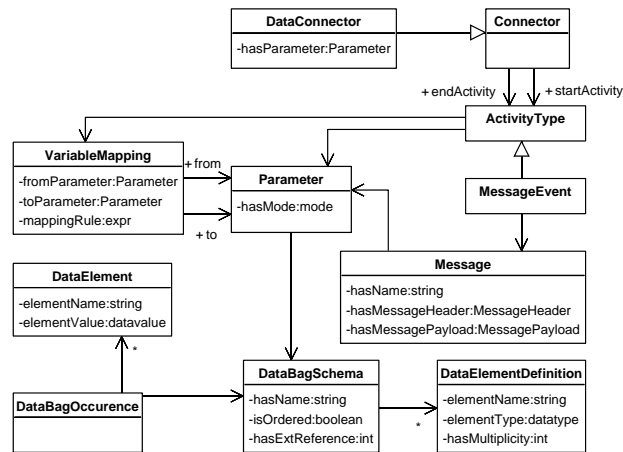 DataConnector
-hasParameter:Parameter
Connector
+ endActivity
+ startActivity
ActivityType
VariableMapping
-fromParameter:Parameter
-toParameter:Parameter
-mappingRule:expr
+ from
+ to
Parameter
-hasMode:mode
MessageEvent
Message
-hasName:string
-hasMessageHeader:MessageHeader
-hasMessagePayload:MessagePayload
DataElement
-elementName:string
-elementValue:datavalue
*
DataBagOccurence
DataBagSchema
-hasName:string
-isOrdered:boolean
-hasExtReference:int
*
DataElementDefinition
-elementName:string
-elementType:datatype
-hasMultiplicity:int